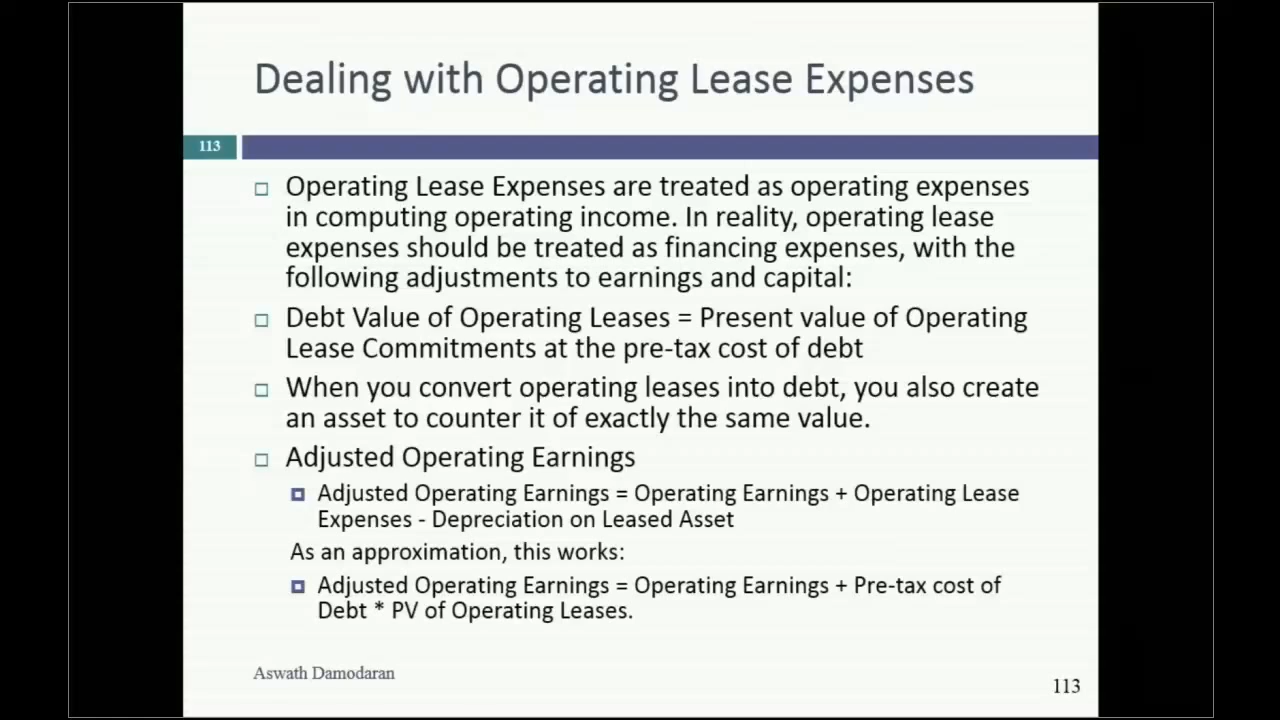 Dealing with Operating Lease Expenses
113
Operating Lease Expenses are treated as operating expenses
in computing operating income. In reality, operating lease
expenses should be treated as financing expenses, with the
following adjustments to earnings and capital:
Debt Value of Operating Leases = Present value of Operating
Lease Commitments at the pre-tax cost of debt
When you convert operating leases into debt, you also create
an asset to counter it of exactly the same value.
Adjusted Operating Earnings
Adjusted Operating Earnings = Operating Earnings + Operating Lease
Expenses - Depreciation on Leased Asset
As an approximation, this works:
Adjusted Operating Earnings = Operating Earnings + Pre-tax cost of
Debt * PV of Operating Leases.
Aswath Damodaran
113